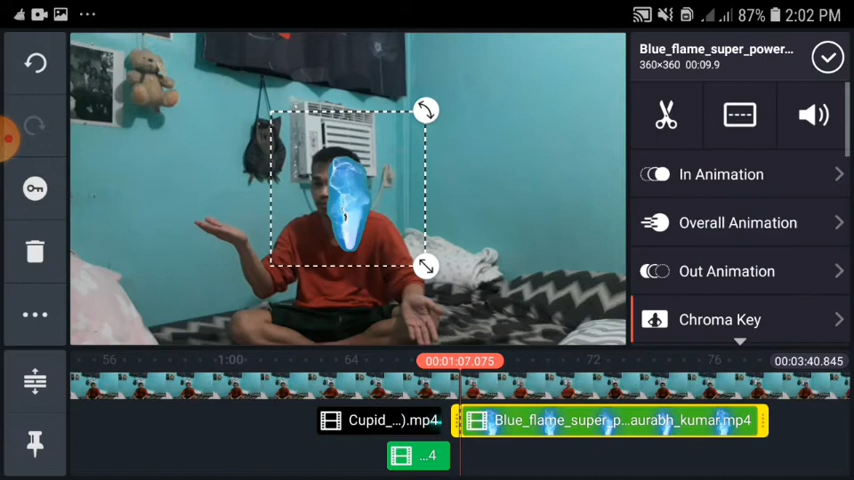 87% 2:02 PM
Blue_flame_super_power...
360×360 00:09.9
In Animation
Overall Animation
Out Animation
Chroma Key
56 1:00 64 00:01:07.075 72 76 00:03:40.845
Cupid_...).mp4
Blue_flame_super_p...aurabh_kumar.mp4
...4